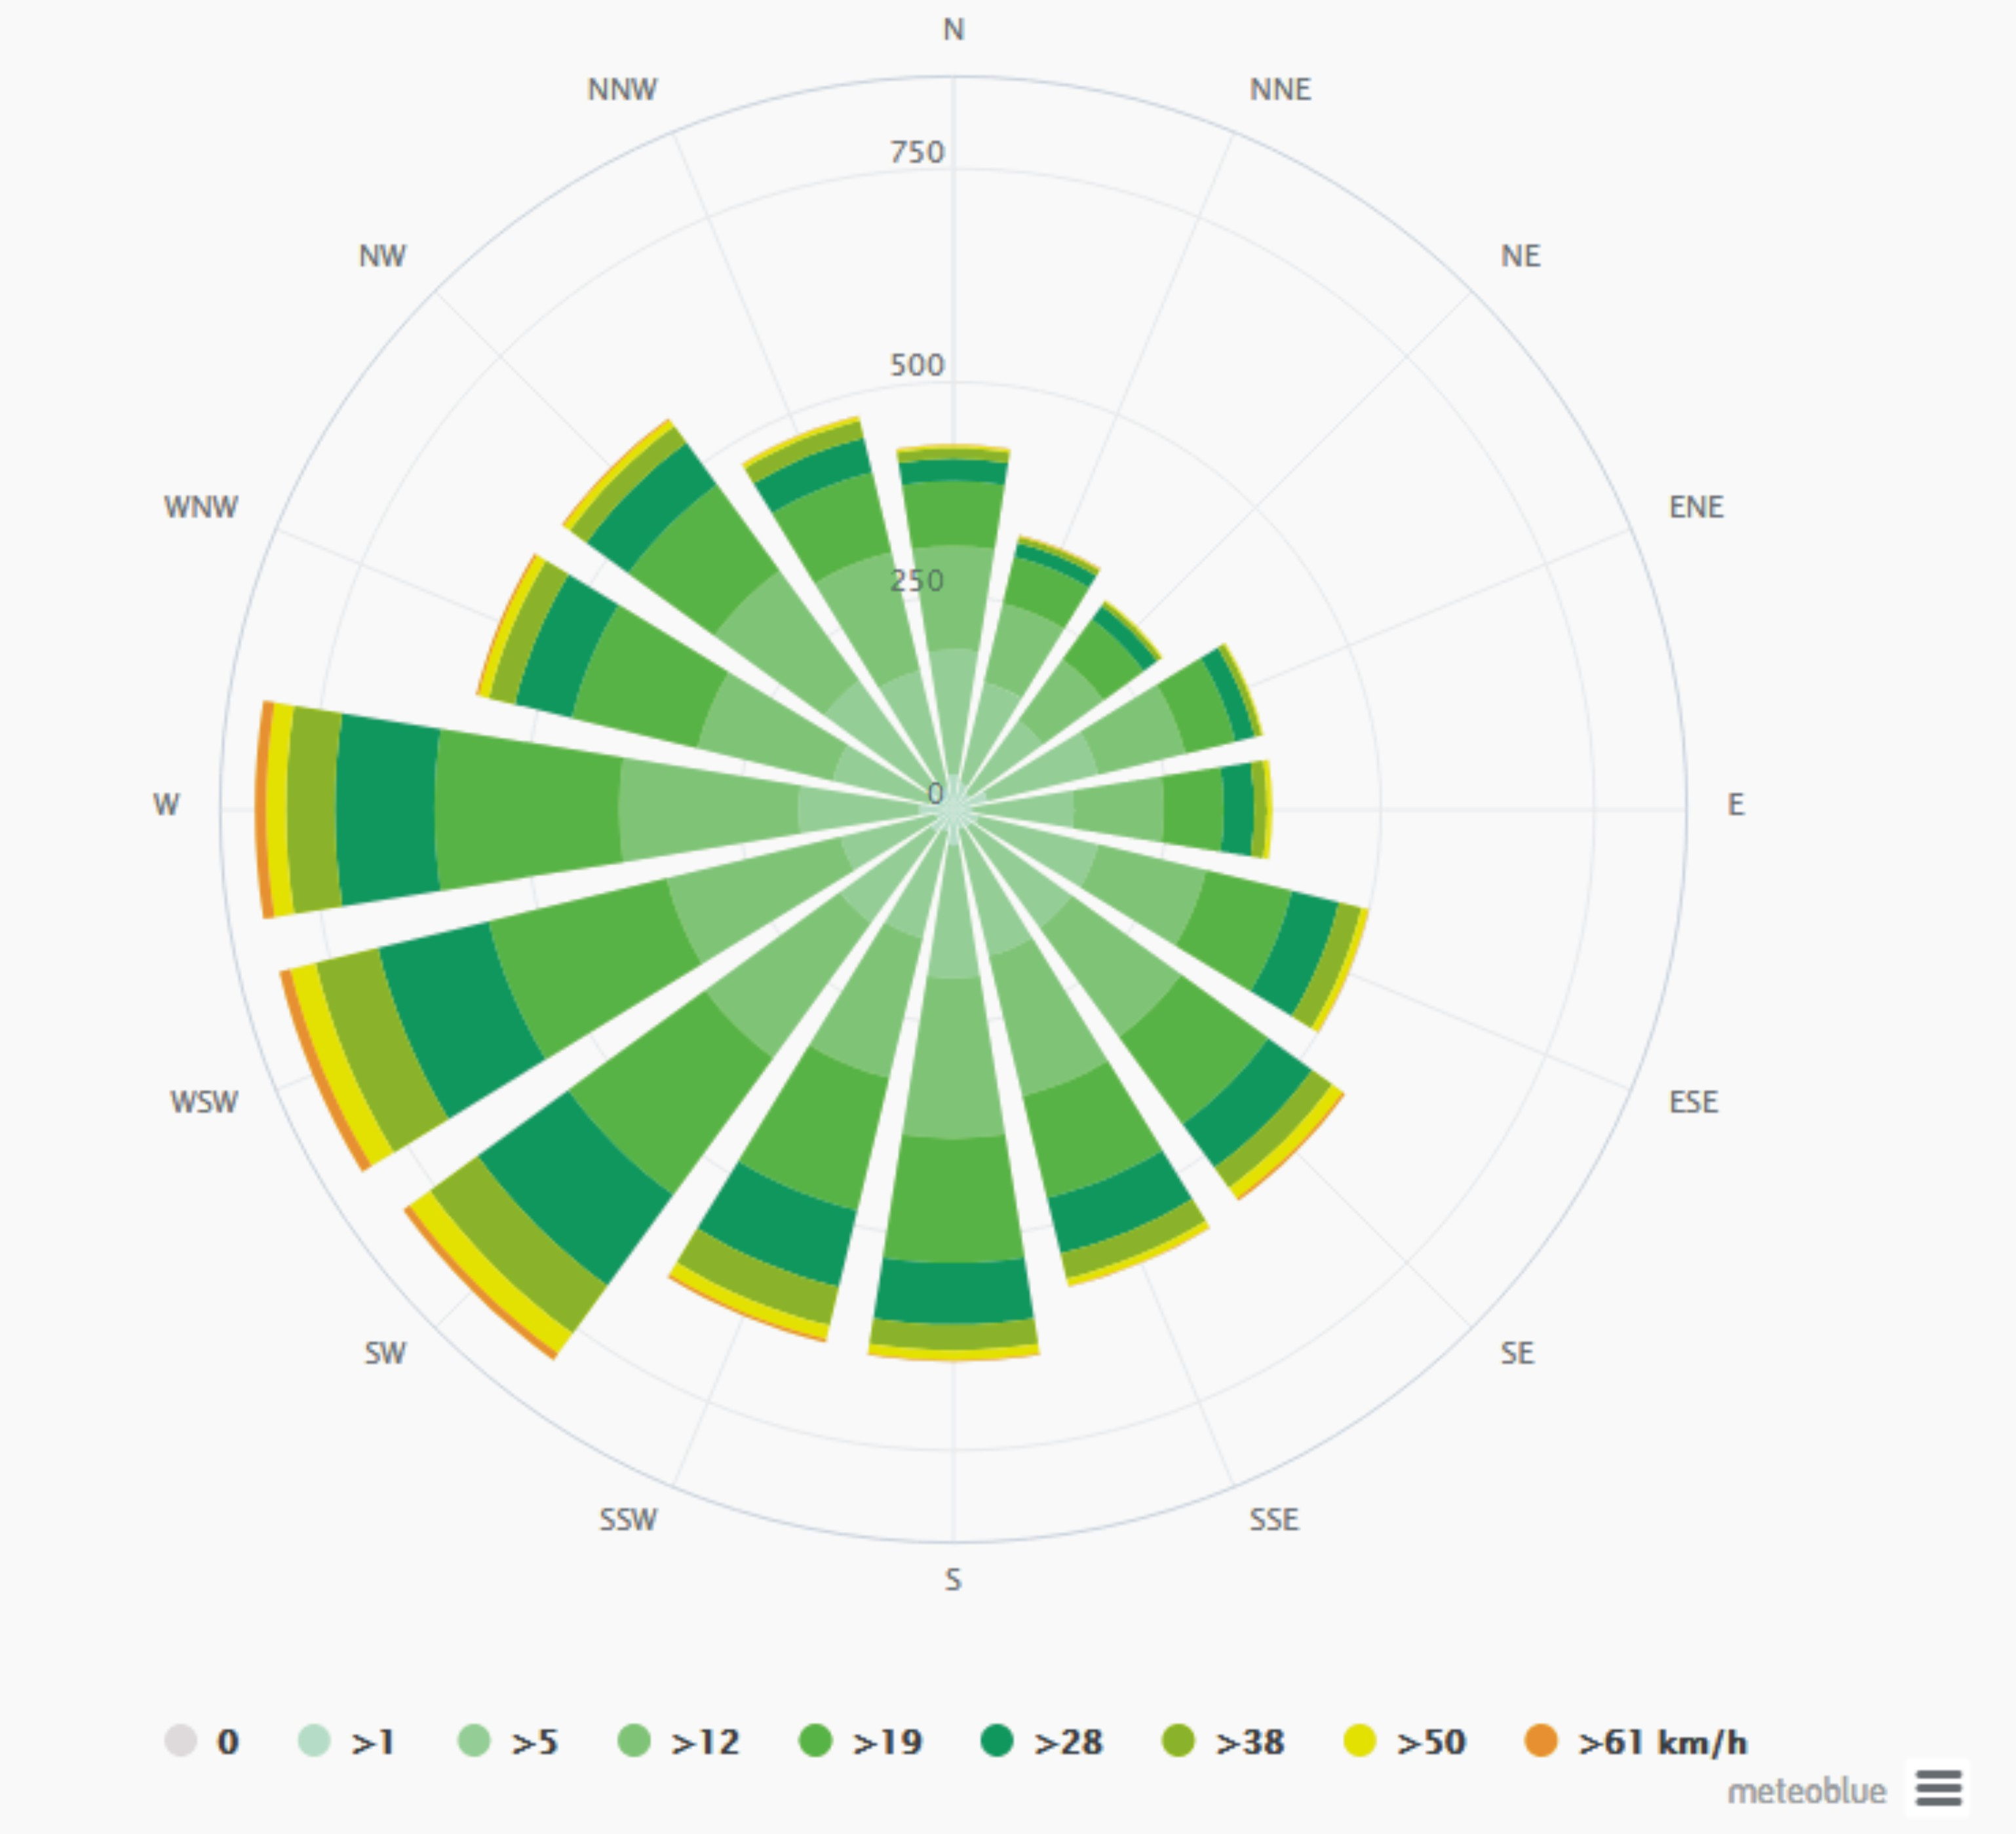 N
NNW
NNE
750
NW
NE
500
WNW
ENE
250
0
W
E
WSW
ESE
SW
SE
SSW
SSE
S
0 >1 >5 >12 >19 >28 >38 >50 >61 km/h
meteoblue